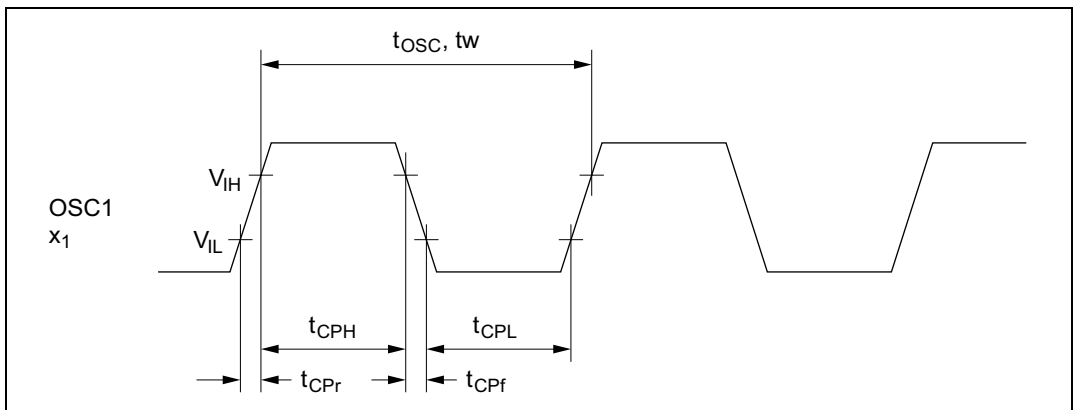 tOSC, tw
VIH
OSC1
x1
VIL
tCPH
tCPL
tCPr
tCPf